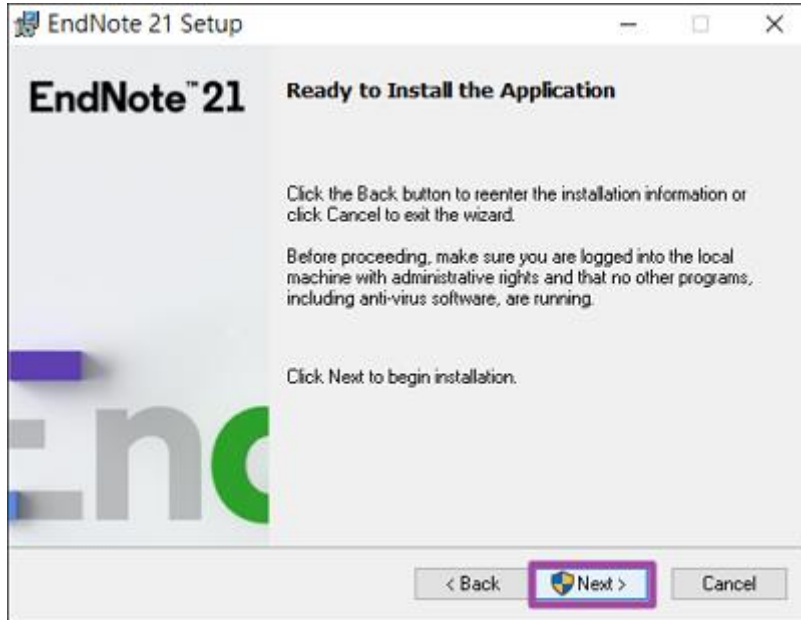 EndNote 21 Setup
EndNote™21
Ready to Install the Application
Click the Back button to reenter the installation information or
click Cancel to exit the wizard.
Before proceeding, make sure you are logged into the local
machine with administrative rights and that no other programs,
including anti-virus software, are running.
Click Next to begin installation.
Enc
< Back Next > Cancel